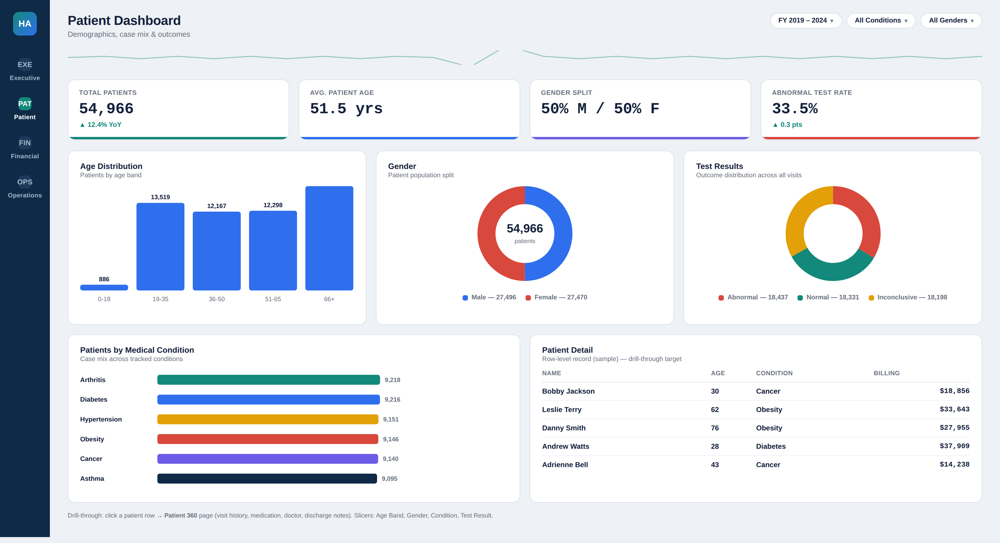 HA
EXE
Executive
PAT
Patient
FIN
Financial
OPS
Operations
Patient Dashboard
Demographics, case mix & outcomes
FY 2019 – 2024 ▾
All Conditions ▾
All Genders ▾
TOTAL PATIENTS
54,966
▲ 12.4% YoY
AVG. PATIENT AGE
51.5 yrs
GENDER SPLIT
50% M / 50% F
ABNORMAL TEST RATE
33.5%
▲ 0.3 pts
Age Distribution
Patients by age band
886
13,519
12,167
12,298
0-18
19-35
36-50
51-65
66+
Gender
Patient population split
54,966
patients
Male — 27,496
Female — 27,470
Test Results
Outcome distribution across all visits
Abnormal — 18,437
Normal — 18,331
Inconclusive — 18,198
Patients by Medical Condition
Case mix across tracked conditions
Arthritis 9,218
Diabetes 9,216
Hypertension 9,151
Obesity 9,146
Cancer 9,140
Asthma 9,095
Patient Detail
Row-level record (sample) — drill-through target
NAME AGE CONDITION BILLING
Bobby Jackson 30 Cancer $18,856
Leslie Terry 62 Obesity $33,643
Danny Smith 76 Obesity $27,955
Andrew Watts 28 Diabetes $37,909
Adrienne Bell 43 Cancer $14,238
Drill-through: click a patient row → Patient 360 page (visit history, medication, doctor, discharge notes). Slicers: Age Band, Gender, Condition, Test Result.